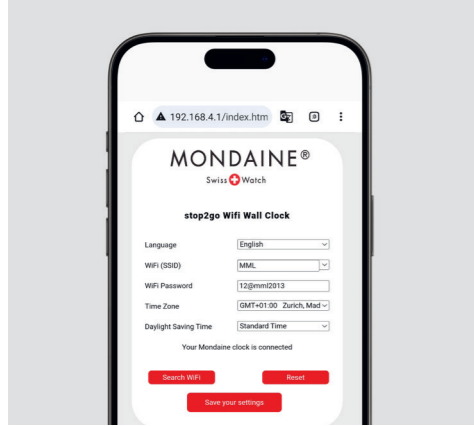 192.168.4.1/index.htm
MONDAINE®
Swiss Watch
stop2go Wifi Wall Clock
Language English
WiFi (SSID) MML
WiFi Password 12@mml2013
Time Zone GMT+01:00 Zurich, Mad
Daylight Saving Time Standard Time
Your Mondaine clock is connected
Search WiFi Reset
Save your settings